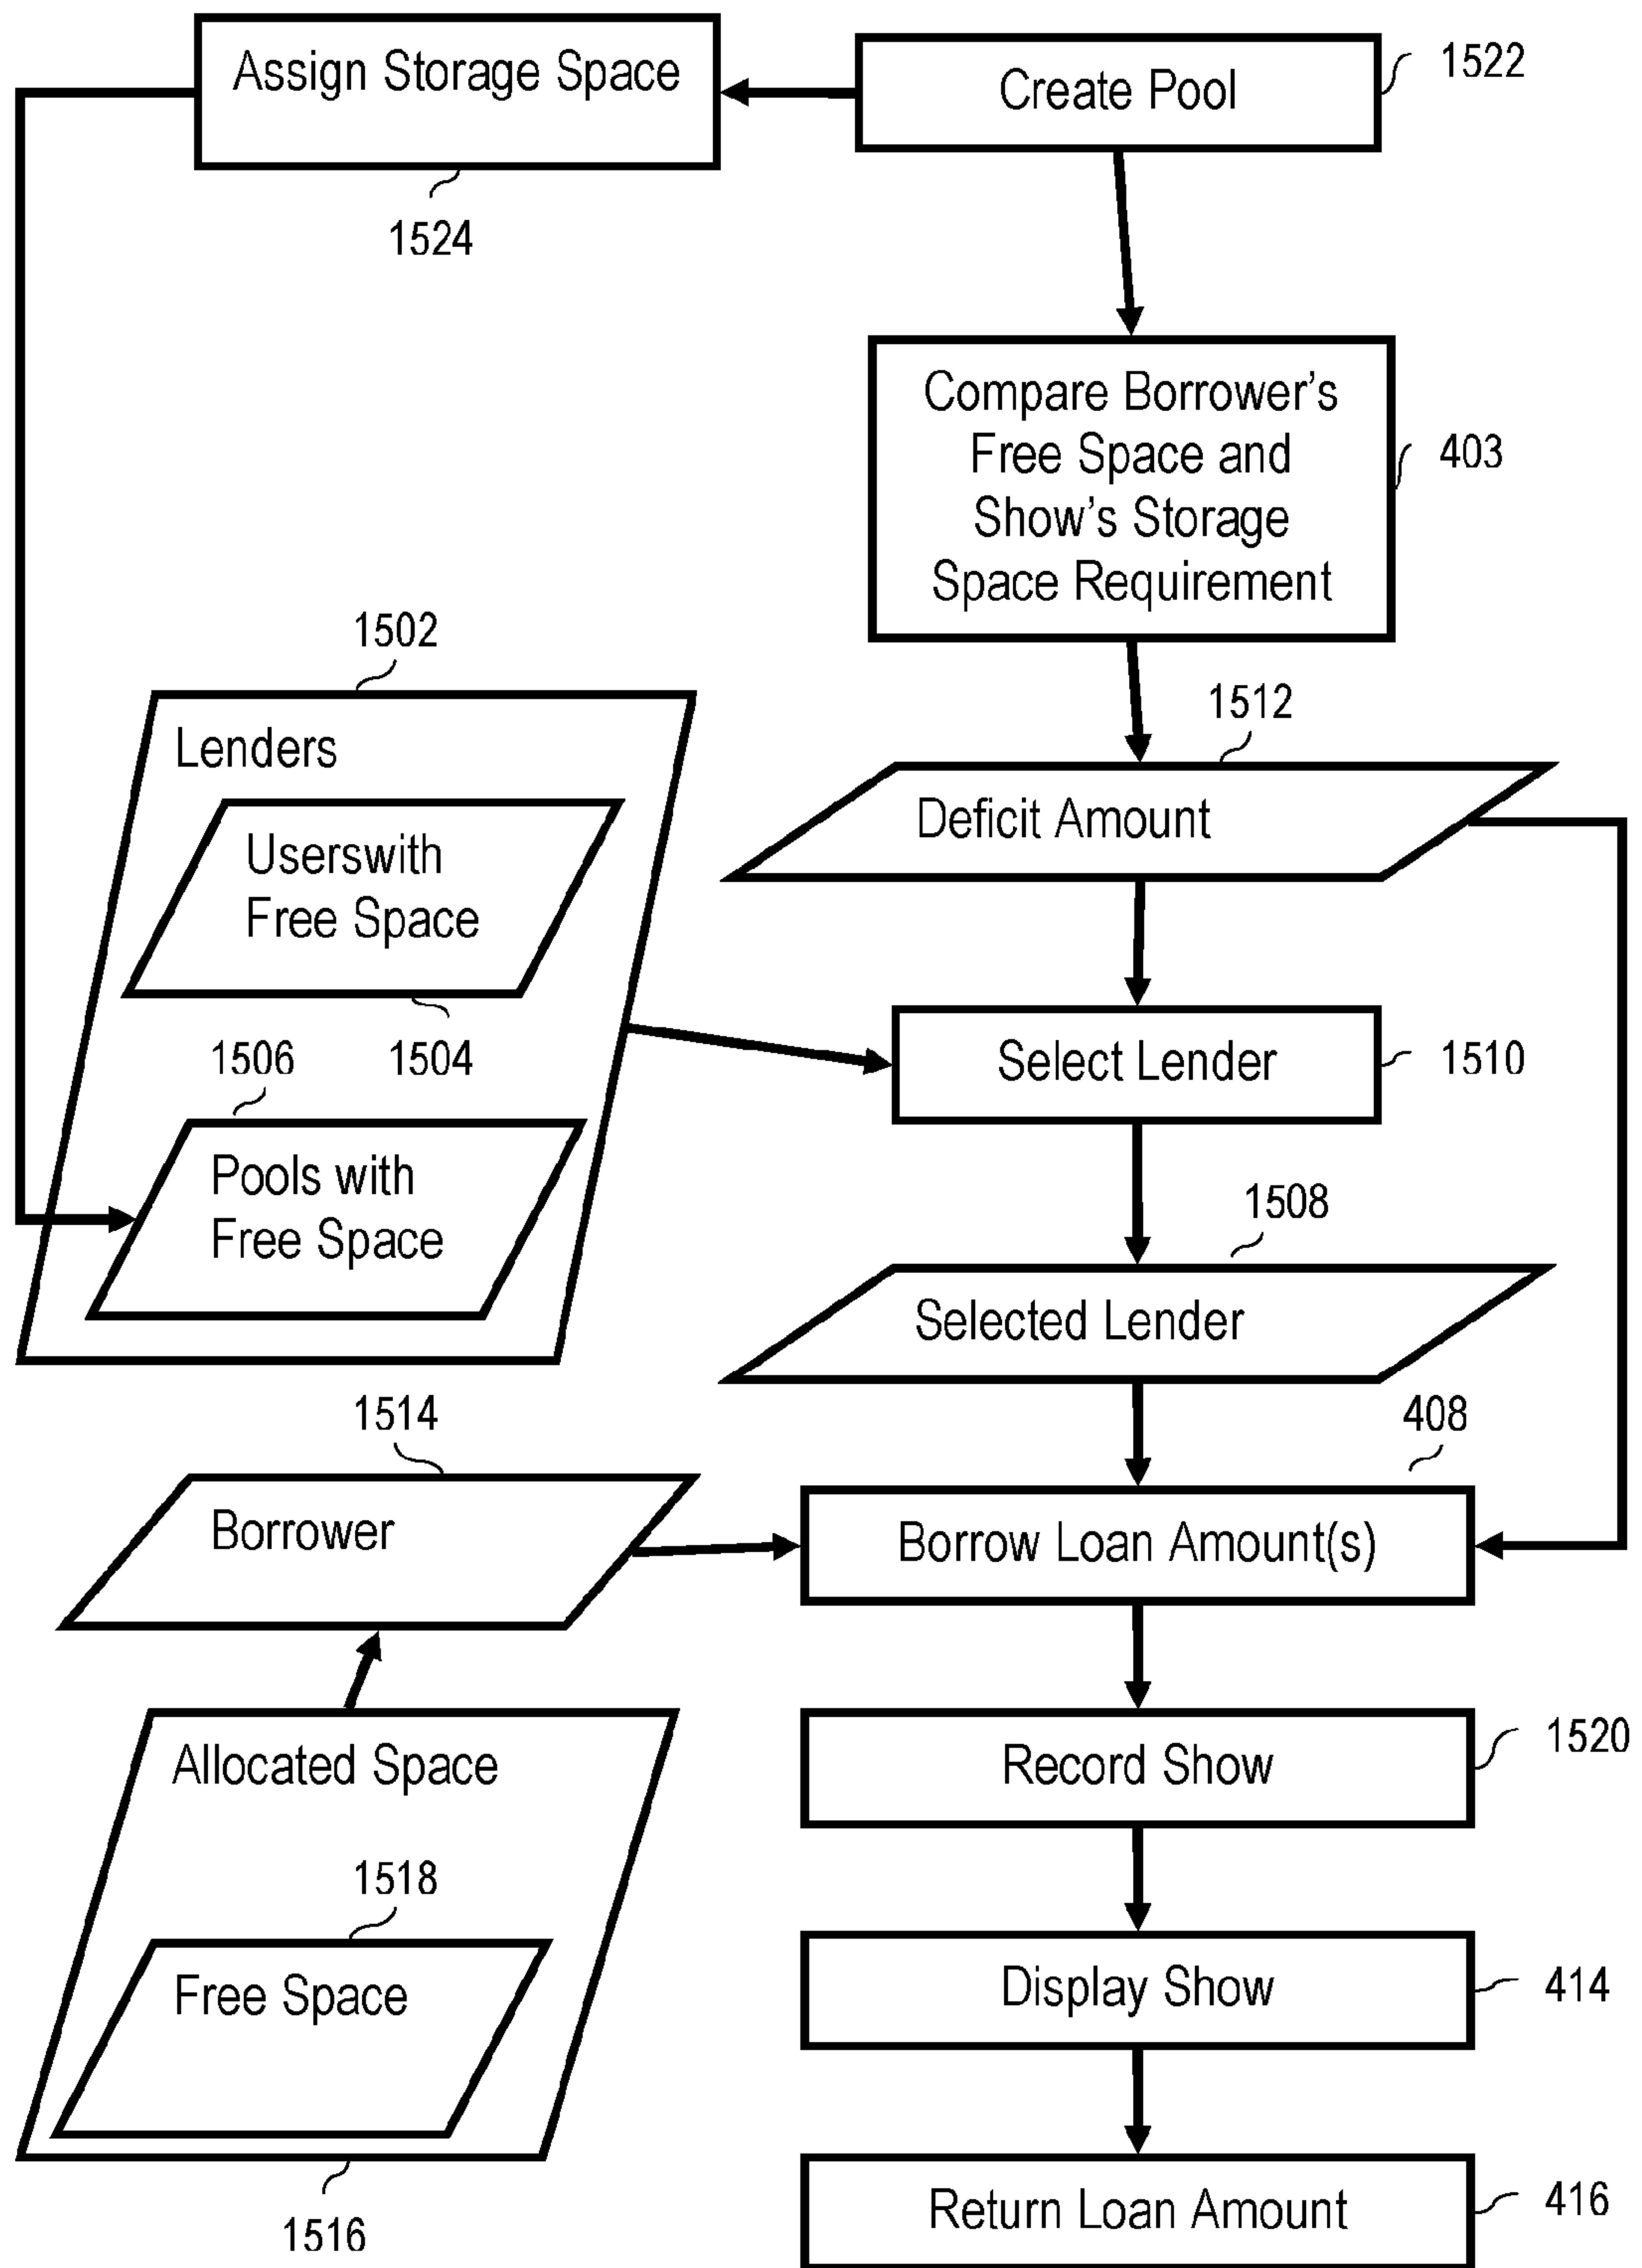 Assign Storage Space
Create Pool
1522
1524
Compare Borrower's
Free Space and
Show's Storage
Space Requirement
403
1502
Lenders
Userswith
Free Space
1504
1506
Pools with
Free Space
1512
Deficit Amount
Select Lender
1510
1508
Selected Lender
1514
Borrower
408
Borrow Loan Amount(s)
Allocated Space
1518
Free Space
1516
Record Show
1520
Display Show
414
Return Loan Amount
416